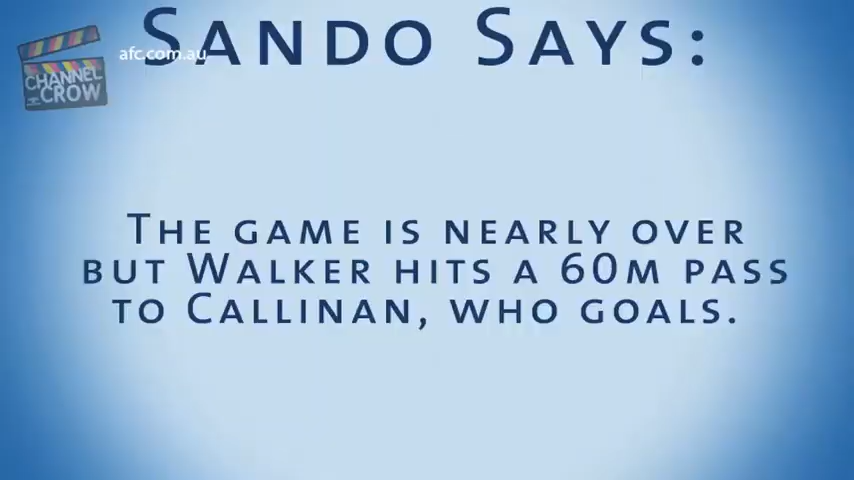 SANDO SAYS:
afc.com.au
CHANNEL
CROW
THE GAME IS NEARLY OVER
BUT WALKER HITS A 60M PASS
TO CALLINAN, WHO GOALS.